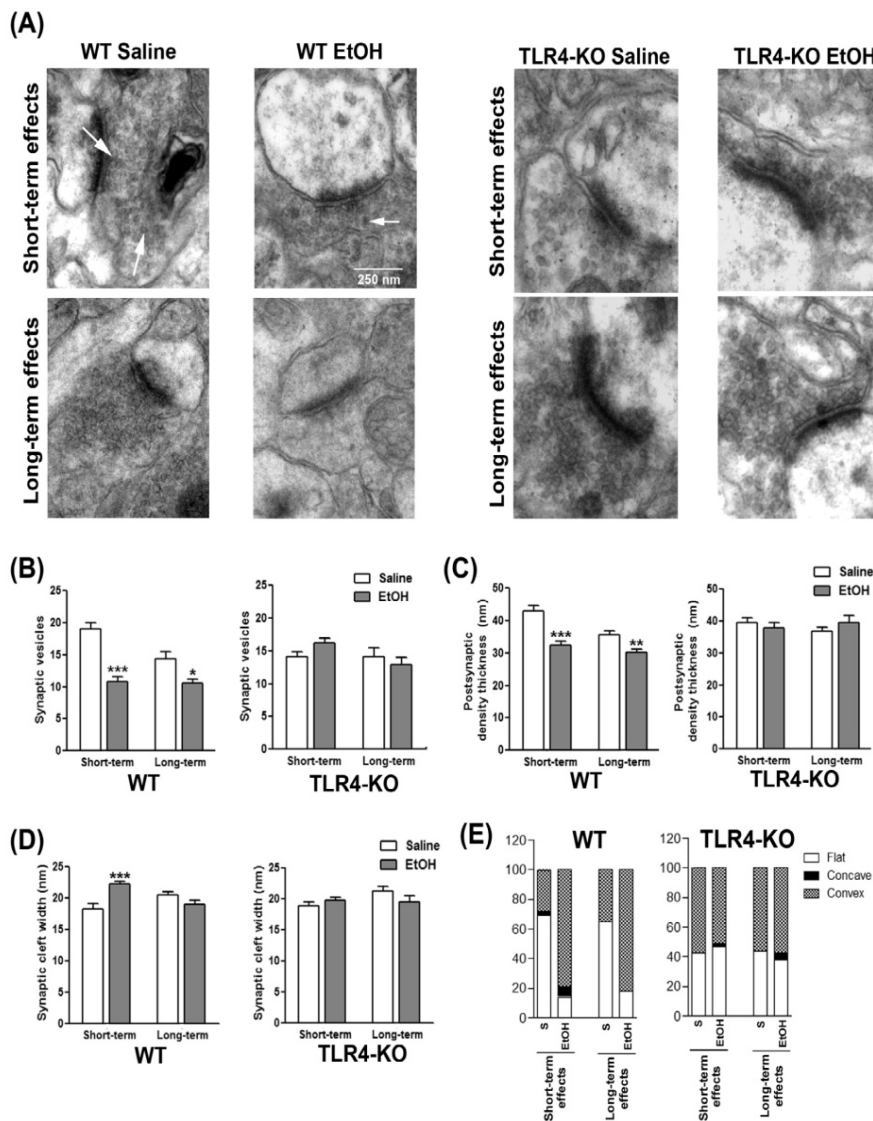 (A)
WT Saline
WT EtOH
TLR4-KO Saline
TLR4-KO EtOH
Short-term effects
250 nm
Long-term effects
Short-term effects
Long-term effects
(B)
Synaptic vesicles
25
20
15
10
5
0
***
*
Short-term
Long-term
WT
Saline
EtOH
Synaptic vesicles
25
20
15
10
5
0
Short-term
Long-term
TLR4-KO
(C)
Postsynaptic
density thickness (nm)
50
40
30
20
10
0
***
**
Short-term
Long-term
WT
Saline
EtOH
Postsynaptic
density thickness (nm)
50
40
30
20
10
0
Short-term
Long-term
TLR4-KO
(D)
Synaptic cleft width (nm)
25
20
15
10
5
0
***
Short-term
Long-term
WT
Saline
EtOH
Synaptic cleft width (nm)
25
20
15
10
5
0
Short-term
Long-term
TLR4-KO
(E)
WT
120
100
80
60
40
20
0
S
EtOH
S
EtOH
Short-term
effects
Long-term
effects
TLR4-KO
120
100
80
60
40
20
0
S
EtOH
S
EtOH
Short-term
effects
Long-term
effects
Flat
Concave
Convex